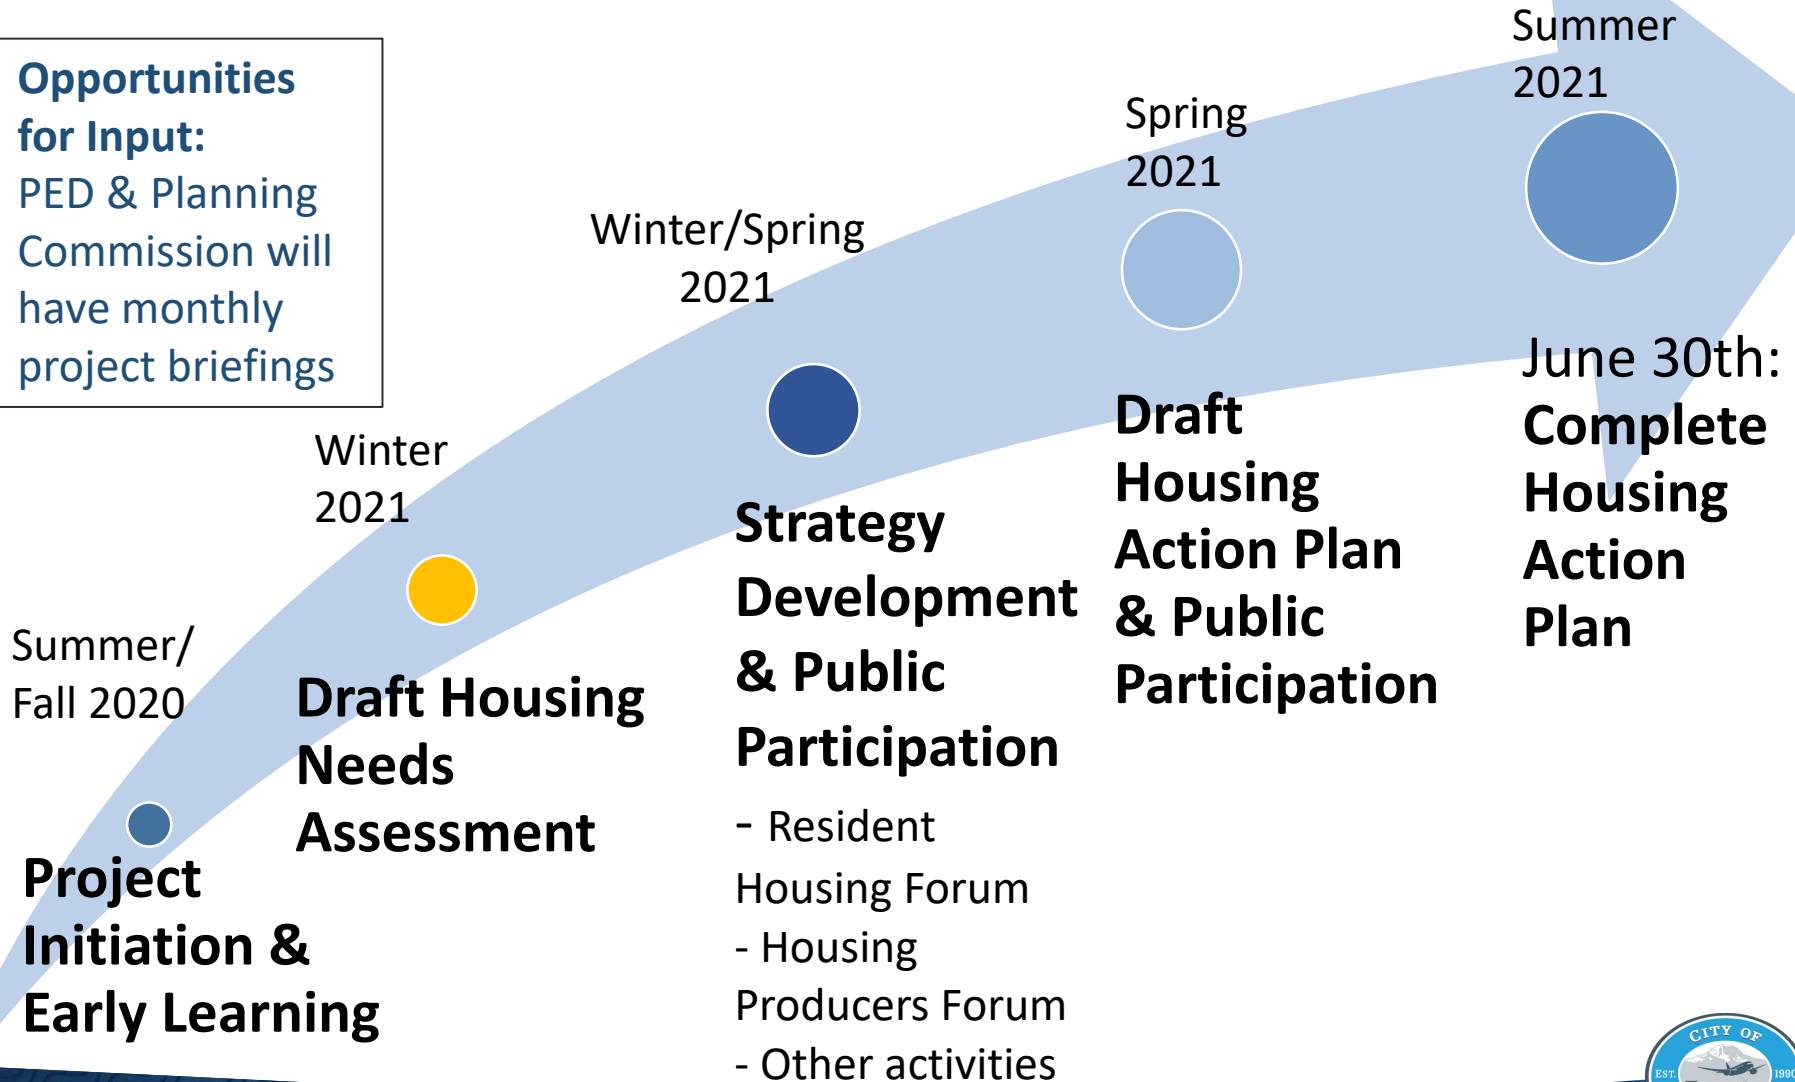 Opportunities
for Input:
PED & Planning
Commission will
have monthly
project briefings
Summer/
Fall 2020
Project
Initiation &
Early Learning
Winter
2021
Draft Housing
Needs
Assessment
Winter/Spring
2021
Strategy
Development
& Public
Participation
- Resident
Housing Forum
- Housing
Producers Forum
- Other activities
Spring
2021
Draft
Housing
Action Plan
& Public
Participation
Summer
2021
June 30th:
Complete
Housing
Action
Plan
CITY OF
EST.
1990